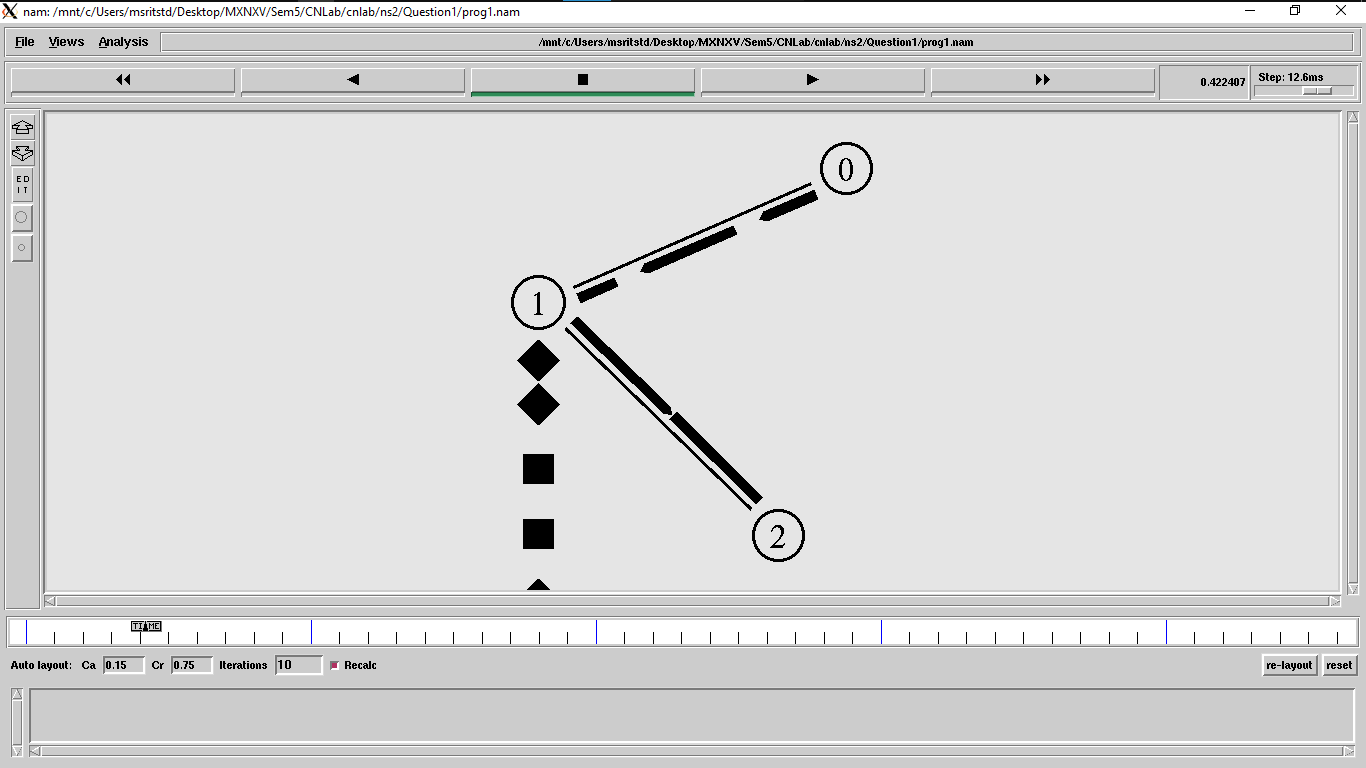 nam: /mnt/c/Users/msritstd/Desktop/MXNXV/Sem5/CNLab/cnlab/ns2/Question1/prog1.nam
File Views Analysis /mnt/c/Users/msritstd/Desktop/MXNXV/Sem5/CNLab/cnlab/ns2/Question1/prog1.nam
0.422407 Step: 12.6ms
ED
IT
0
1
2
TIME
Auto layout: Ca 0.15 Cr 0.75 Iterations 10 Recalc re-layout reset